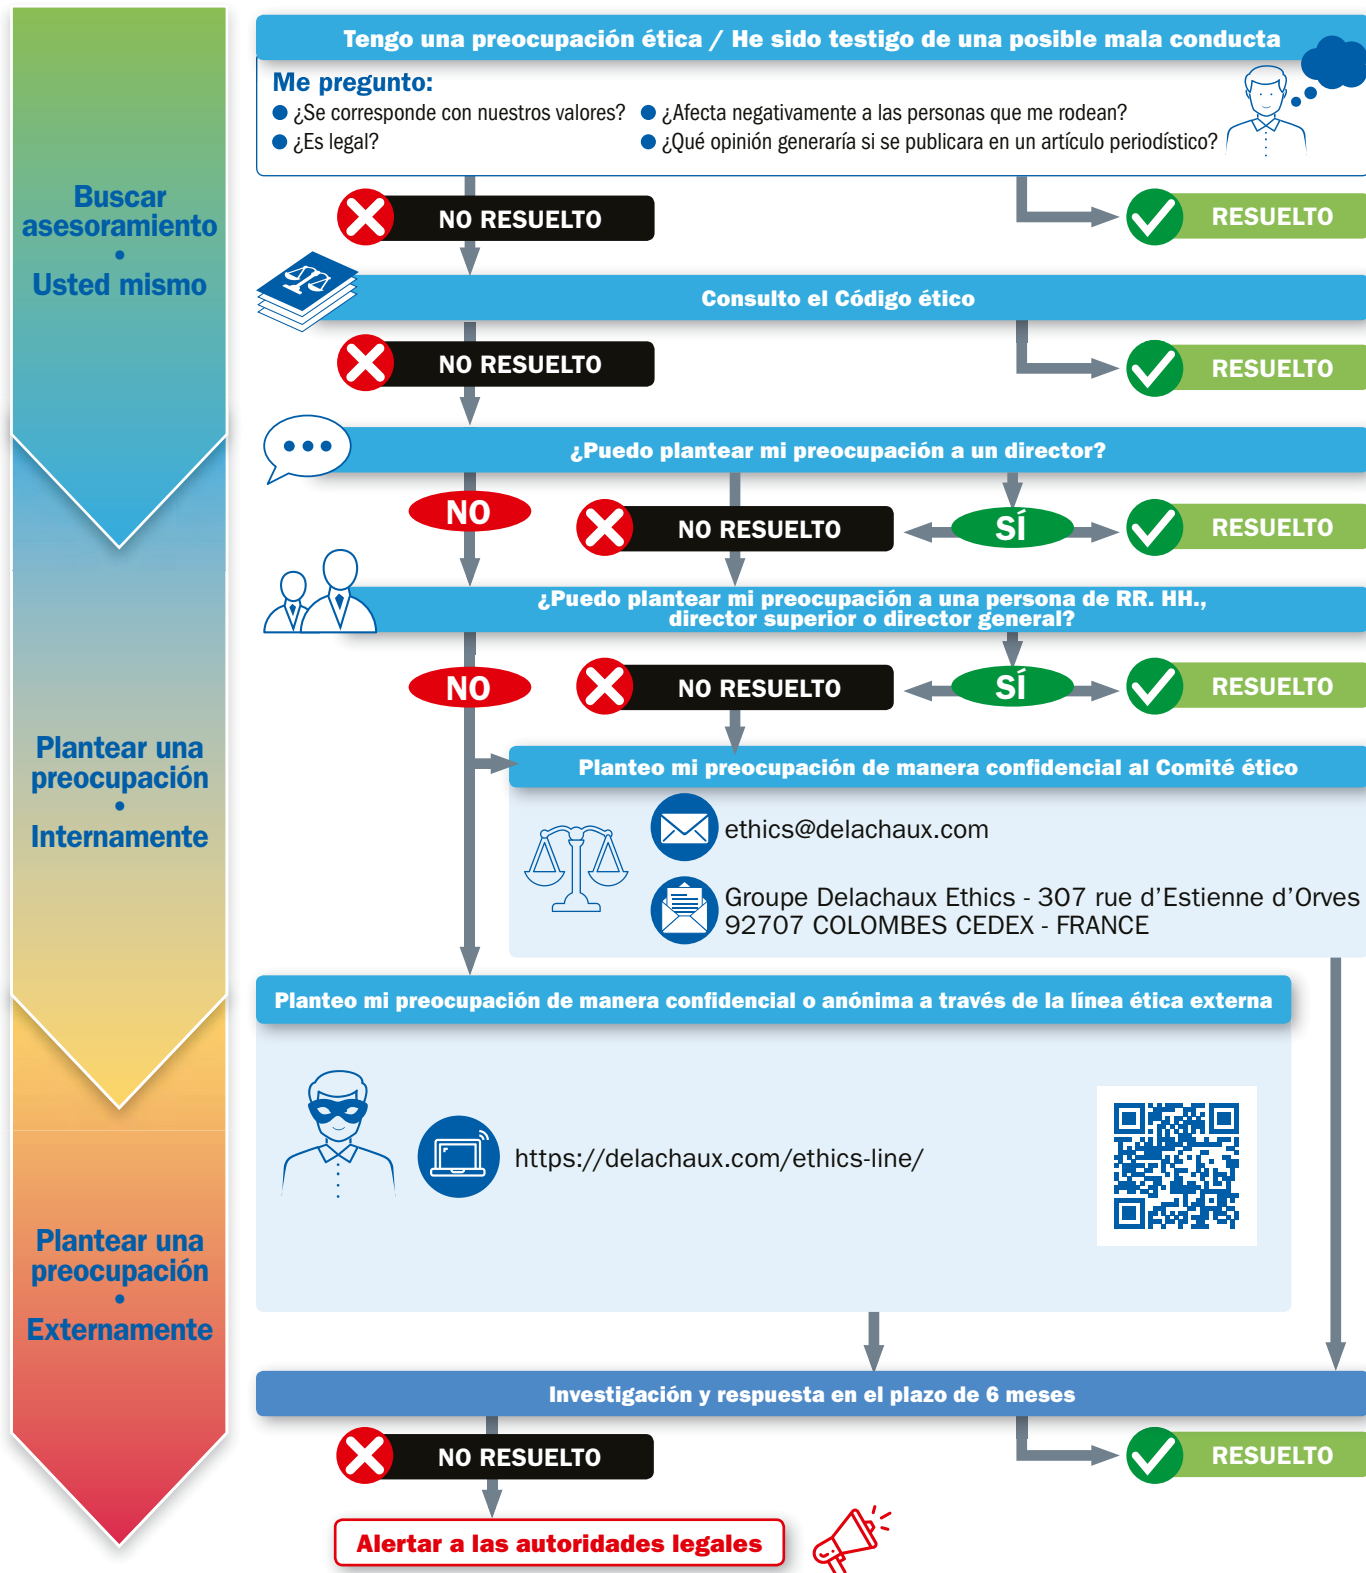 Tengo una preocupación ética / He sido testigo de una posible mala conducta
Me pregunto:
¿Se corresponde con nuestros valores?
¿Afecta negativamente a las personas que me rodean?
¿Es legal?
¿Qué opinión generaría si se publicara en un artículo periodístico?
Buscar
asesoramiento
•
Usted mismo
NO RESUELTO
RESUELTO
Consulto el Código ético
NO RESUELTO
RESUELTO
¿Puedo plantear mi preocupación a un director?
NO
NO RESUELTO
SÍ
RESUELTO
¿Puedo plantear mi preocupación a una persona de RR. HH.,
director superior o director general?
NO
NO RESUELTO
SÍ
RESUELTO
Plantear una
preocupación
•
Internamente
Planteo mi preocupación de manera confidencial al Comité ético
ethics@delachaux.com
Groupe Delachaux Ethics - 307 rue d'Estienne d'Orves
92707 COLOMBES CEDEX - FRANCE
Planteo mi preocupación de manera confidencial o anónima a través de la línea ética externa
https://delachaux.com/ethics-line/
Plantear una
preocupación
•
Externamente
Investigación y respuesta en el plazo de 6 meses
NO RESUELTO
RESUELTO
Alertar a las autoridades legales